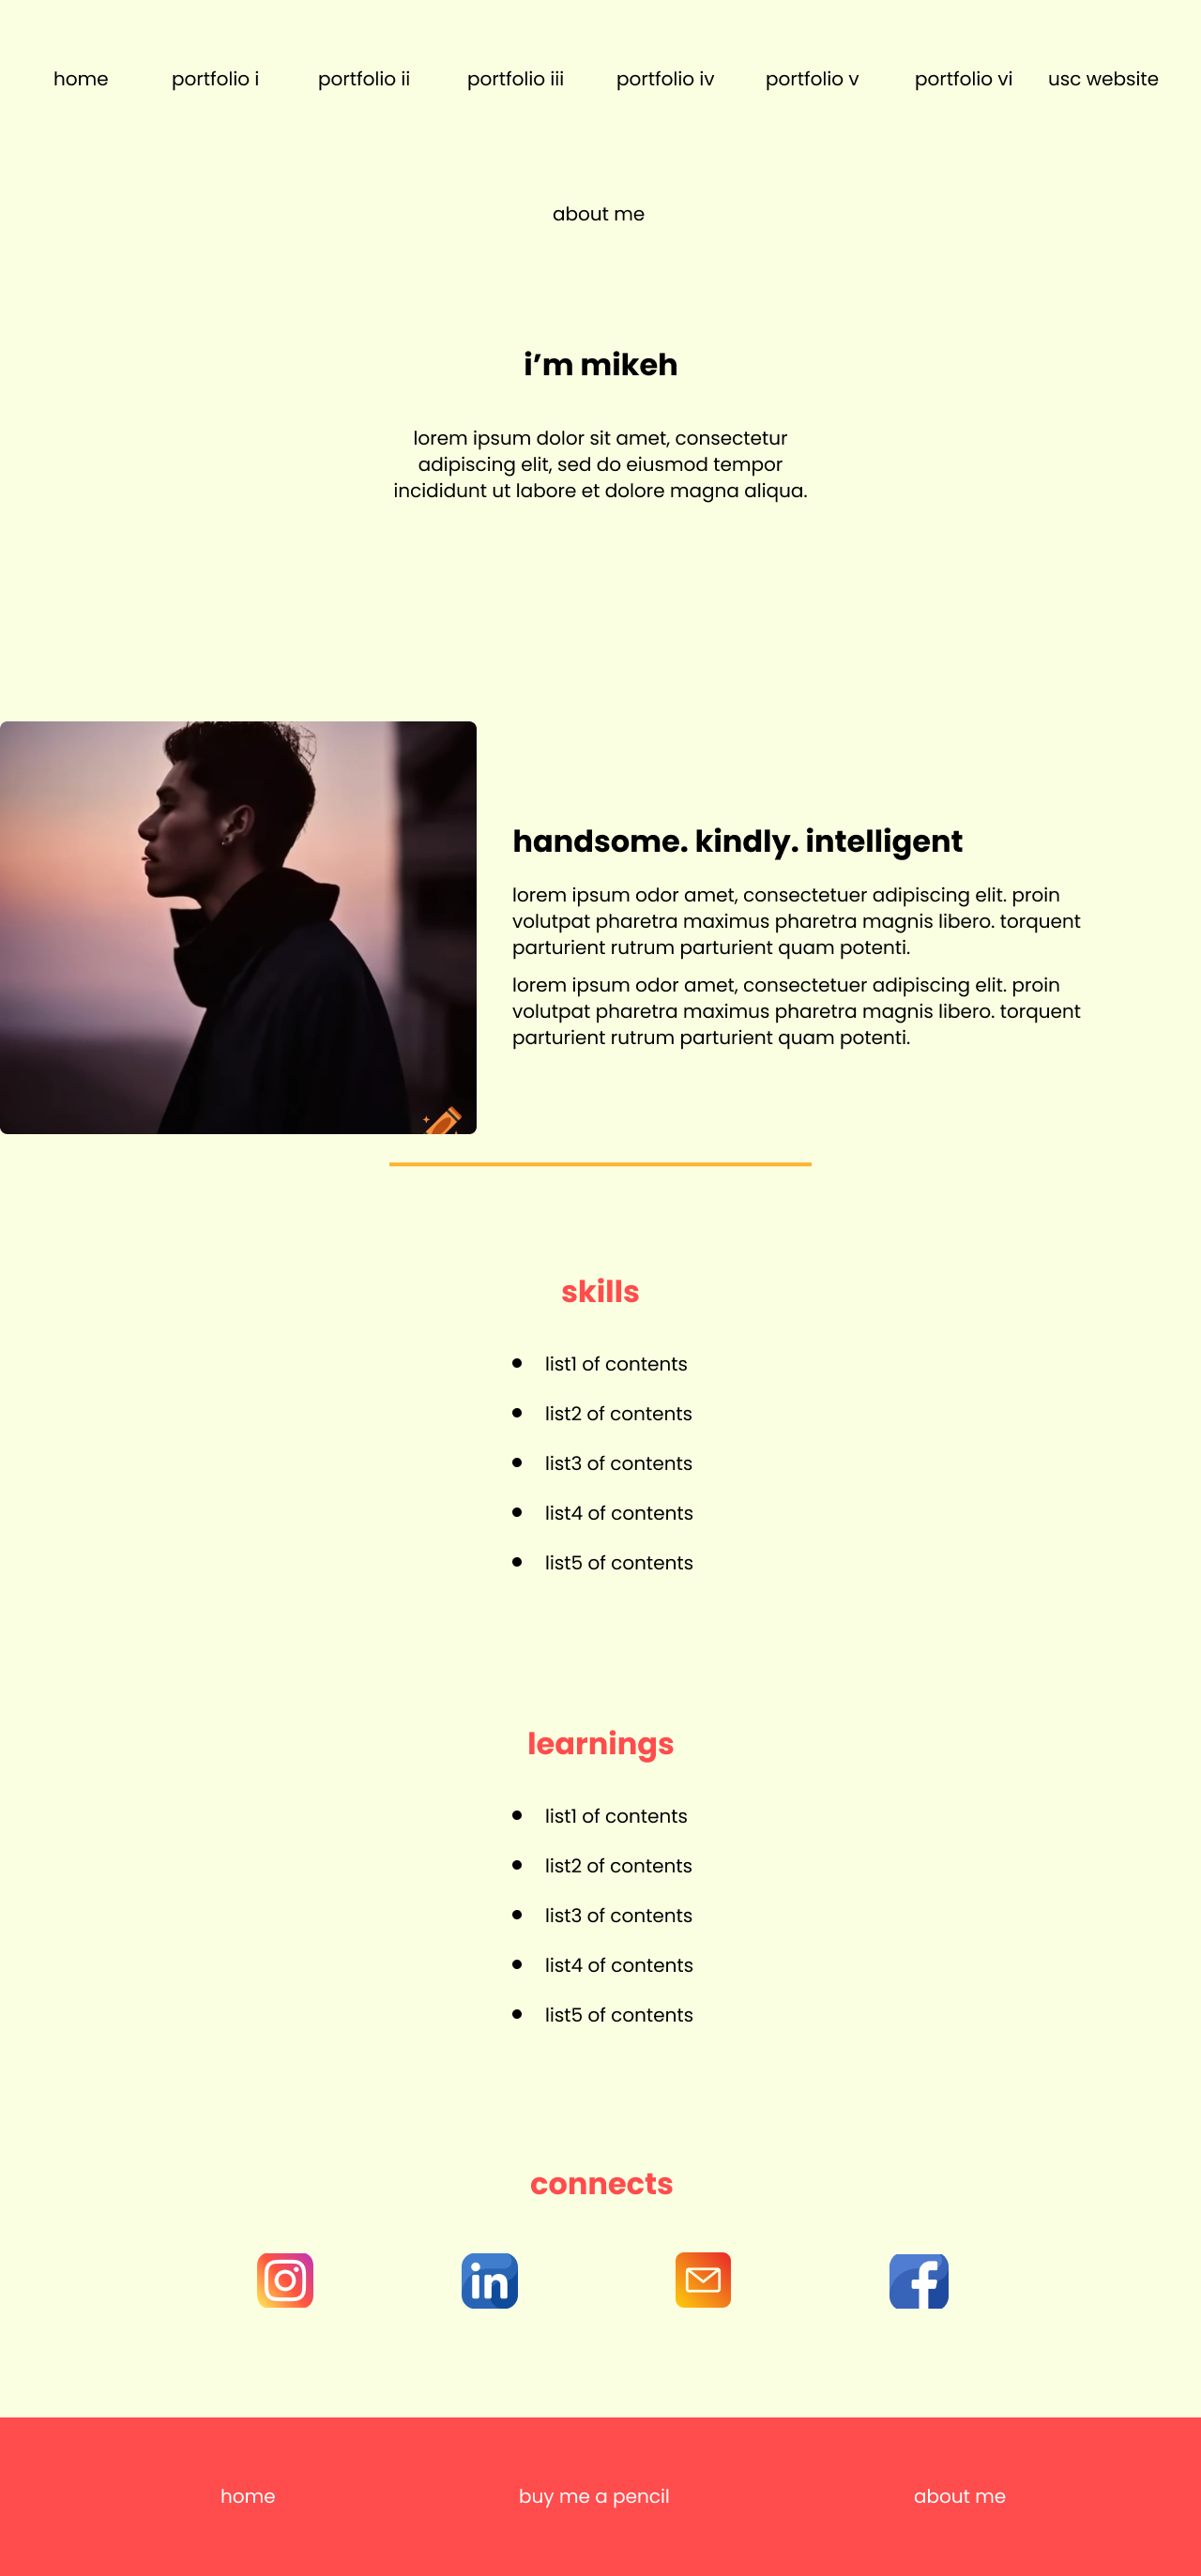 home
portfolio i
portfolio ii
portfolio iii
portfolio iv
portfolio v
portfolio vi
usc website
about me
i’m mikeh
lorem ipsum dolor sit amet, consectetur
adipiscing elit, sed do eiusmod tempor
incididunt ut labore et dolore magna aliqua.
handsome. kindly. intelligent
lorem ipsum odor amet, consectetuer adipiscing elit. proin
volutpat pharetra maximus pharetra magnis libero. torquent
parturient rutrum parturient quam potenti.
lorem ipsum odor amet, consectetuer adipiscing elit. proin
volutpat pharetra maximus pharetra magnis libero. torquent
parturient rutrum parturient quam potenti.
skills
list1 of contents
list2 of contents
list3 of contents
list4 of contents
list5 of contents
learnings
list1 of contents
list2 of contents
list3 of contents
list4 of contents
list5 of contents
connects
in
f
home
buy me a pencil
about me